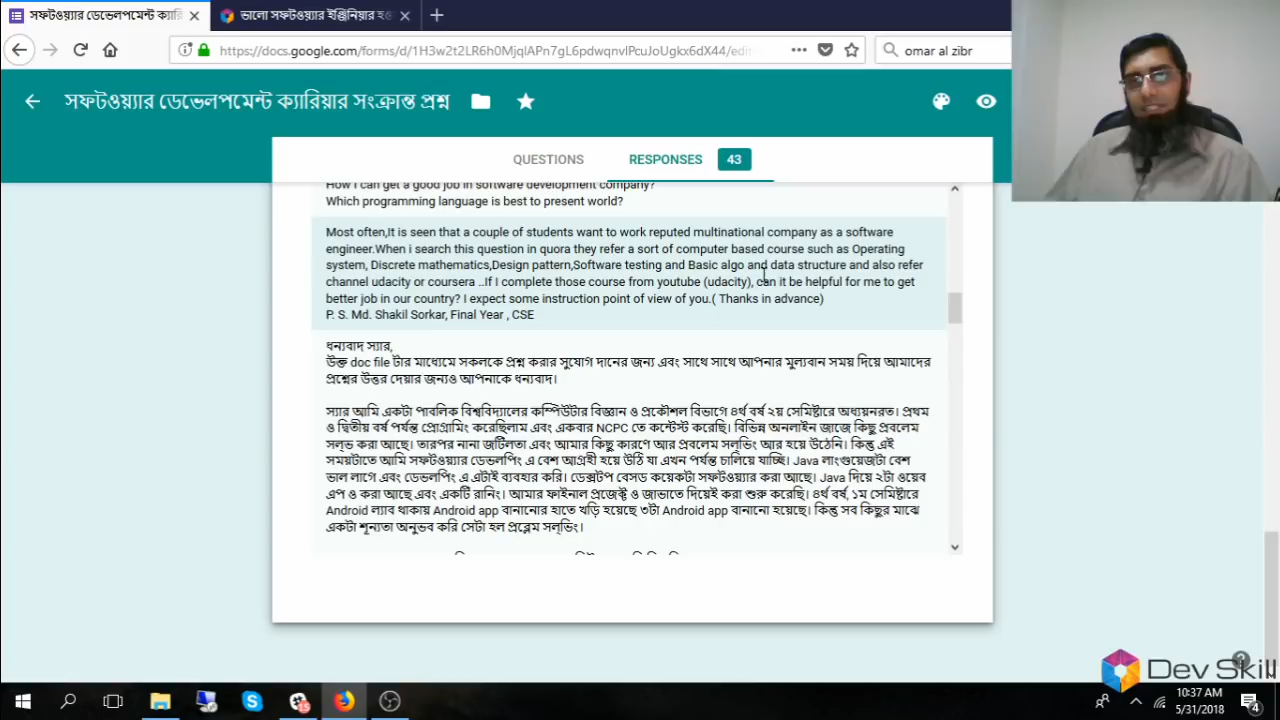 সফটওয়্যার ডেভেলপমেন্ট ক্যারি
ভালো সফটওয়্যার ইঞ্জিনিয়ার হও
https://docs.google.com/forms/d/1H3w2t2LR6h0MjqlAPn7gL6pdwqnvlPcuJoUgkx6dX44/edi
omar al zibr
সফটওয়্যার ডেভেলপমেন্ট ক্যারিয়ার সংক্রান্ত প্রশ্ন
QUESTIONS
RESPONSES 43
How I can get a good job in software development company?
Which programming language is best to present world?
Most often,It is seen that a couple of students want to work reputed multinational company as a software
engineer.When i search this question in quora they refer a sort of computer based course such as Operating
system, Discrete mathematics,Design pattern,Software testing and Basic algo and data structure and also refer
channel udacity or coursera ..If I complete those course from youtube (udacity), can it be helpful for me to get
better job in our country? I expect some instruction point of view of you.( Thanks in advance)
P. S. Md. Shakil Sorkar, Final Year , CSE
ধন্যবাদ স্যার,
উক্ত doc file টার মাধ্যমে সকলকে প্রশ্ন করার সুযোগ দানের জন্য এবং সাথে সাথে আপনার মুল্যবান সময় দিয়ে আমাদের
প্রশ্নের উত্তর দেয়ার জন্যও আপনাকে ধন্যবাদ।
স্যার আমি একটা পাবলিক বিশ্ববিদ্যালের কম্পিউটার বিজ্ঞান ও প্রকৌশল বিভাগে ৪র্থ বর্ষ ২য় সেমিষ্টারে অধ্যয়নরত। প্রথম
ও দ্বিতীয় বর্ষ পর্যন্ত প্রোগ্রামিং করেছিলাম এবং একবার NCPC তে কন্টেস্ট করেছি। বিভিন্ন অনলাইন জাজে কিছু প্রবলেম
সল্ভ করা আছে। তারপর নানা জটিলতা এবং আমার কিছু কারণে আর প্রবলেম সল্ভিং আর হয়ে উঠেনি। কিন্তু এই
সময়টাতে আমি সফটওয়্যার ডেভলপিং এ বেশ আগ্রহী হয়ে উঠি যা এখন পর্যন্ত চালিয়ে যাচ্ছি। Java লাংগুয়েজটা বেশ
ভাল লাগে এবং ডেভলপিং এ এটাই ব্যবহার করি। ডেক্সটপ বেসড কয়েকটা সফটওয়্যার করা আছে। Java দিয়ে ২টা ওয়েব
এপ ও করা আছে এবং একটি রানিং। আমার ফাইনাল প্রজেক্ট ও জাভাতে দিয়েই করা শুরু করেছি। ৪র্থ বর্ষ, ১ম সেমিষ্টারে
Android ল্যাব থাকায় Android app বানানোর হাতে খড়ি হয়েছে ৩টা Android app বানানো হয়েছে। কিন্তু সব কিছুর মাঝে
একটা শূন্যতা অনুভব করি সেটা হল প্রব্লেম সল্ভিং।
Dev Skill
10:37 AM
5/31/2018
4